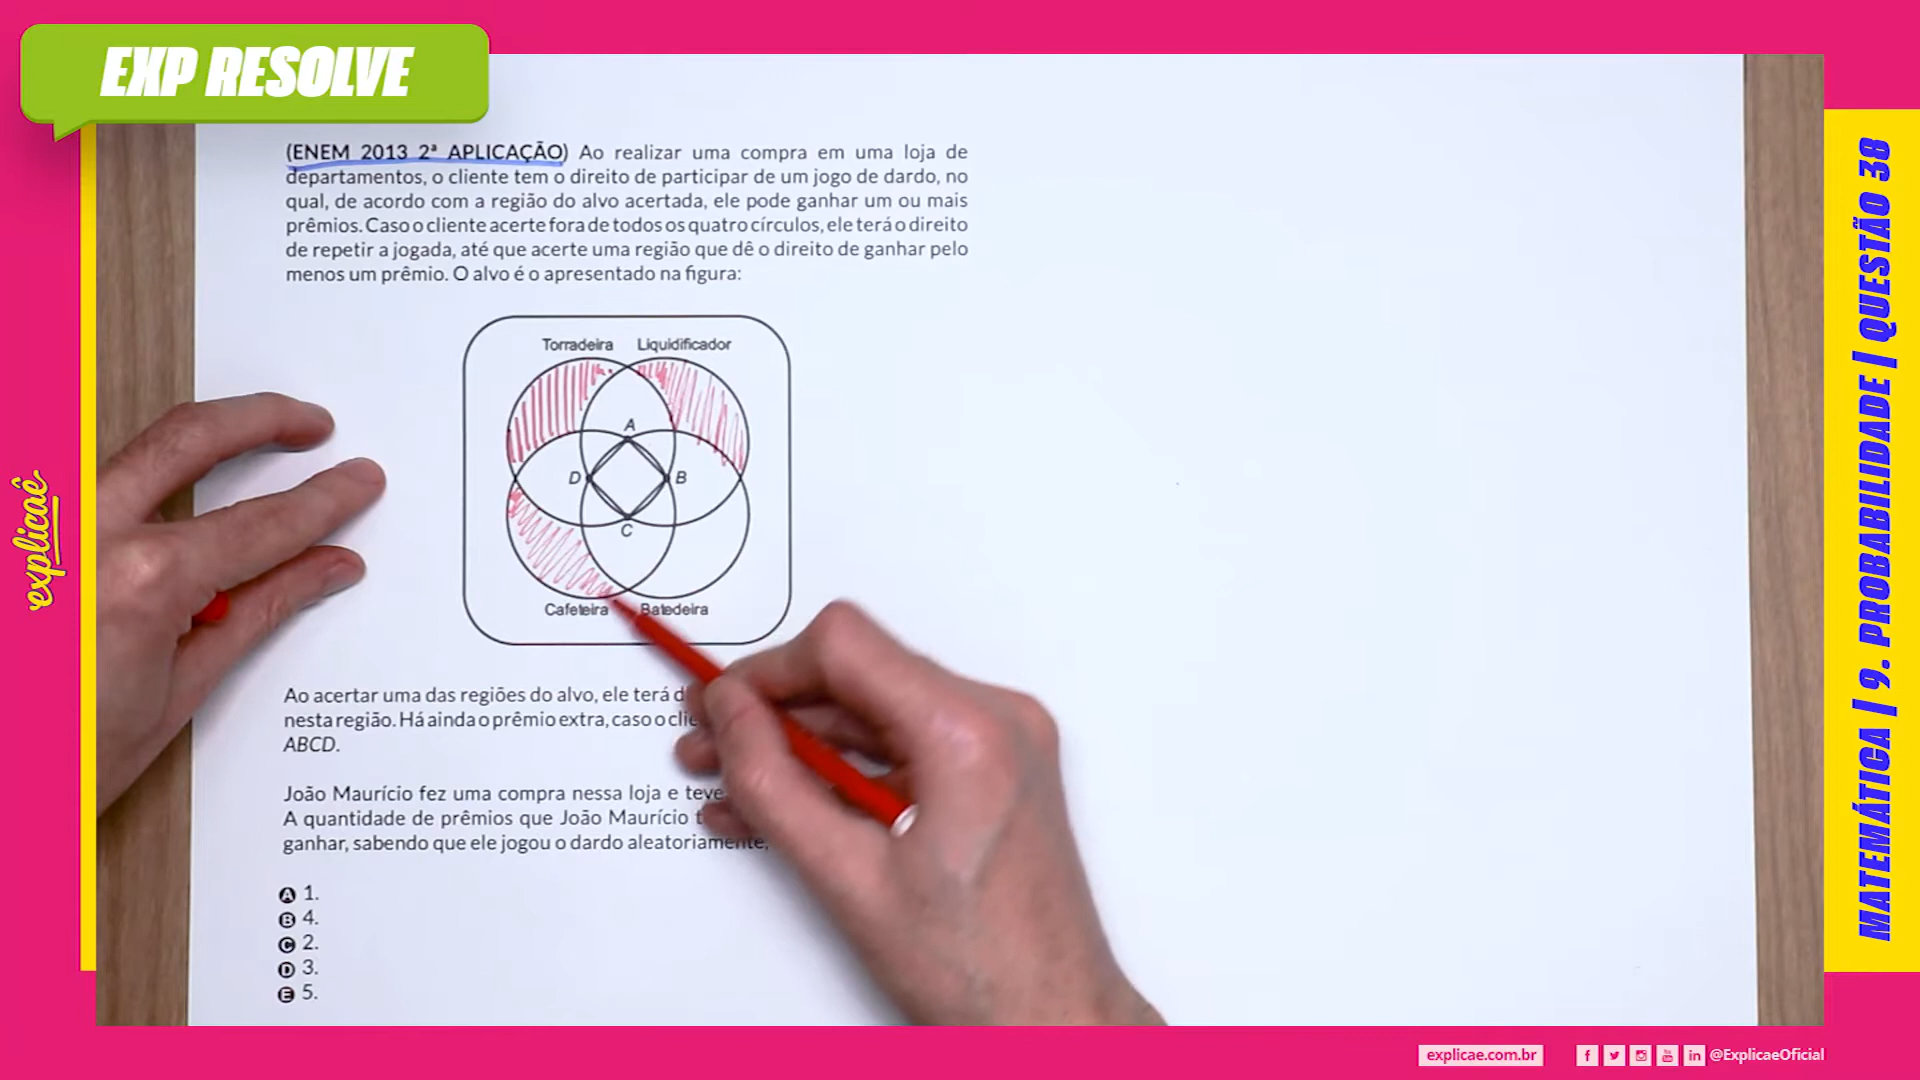 EXP RESOLVE
(ENEM 2013 2ª APLICAÇÃO) Ao realizar uma compra em uma loja de
departamentos, o cliente tem o direito de participar de um jogo de dardo, no
qual, de acordo com a região do alvo acertada, ele pode ganhar um ou mais
prêmios. Caso o cliente acerte fora de todos os quatro círculos, ele terá o direito
de repetir a jogada, até que acerte uma região que dê o direito de ganhar pelo
menos um prêmio. O alvo é o apresentado na figura:
Torradeira Liquidificador
A
D B
C
Cafeteira Batedeira
Ao acertar uma das regiões do alvo, ele terá
nesta região. Há ainda o prêmio extra, caso o
ABCD.
João Maurício fez uma compra nessa loja e teve
A quantidade de prêmios que João Maurício
ganhar, sabendo que ele jogou o dardo aleatoriamente,
A 1.
B 4.
C 2.
D 3.
E 5.
explicaê
MATEMÁTICA | 9. PROBABILIDADE | QUESTÃO 38
explicae.com.br
@ExplicaeOficial